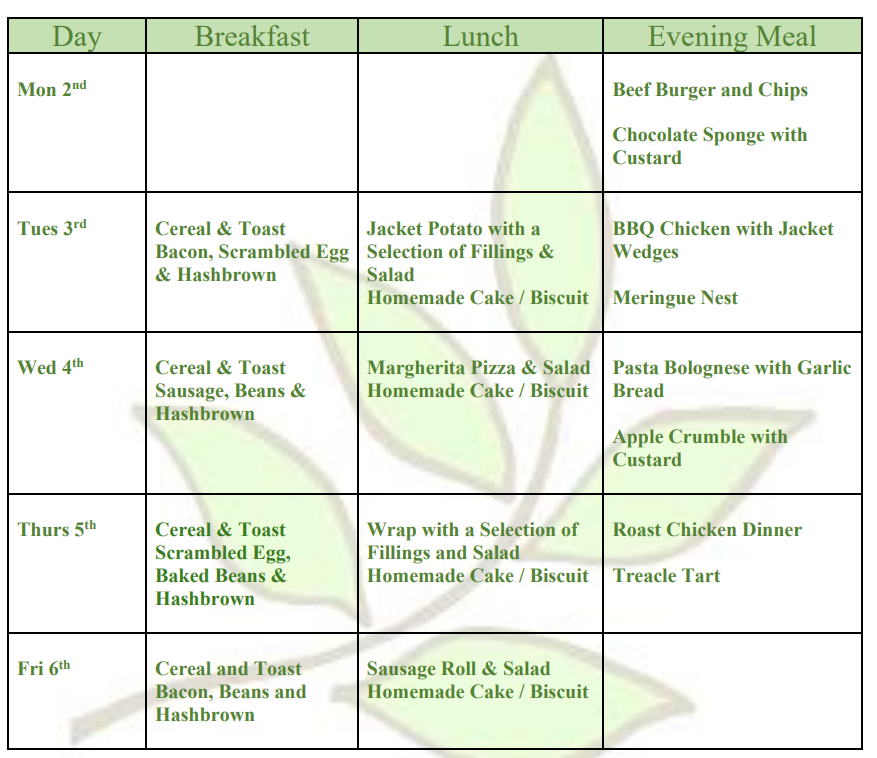 Day Breakfast Lunch Evening Meal
Mon 2nd
Beef Burger and Chips
Chocolate Sponge with
Custard
Tues 3rd
Cereal & Toast
Bacon, Scrambled Egg
& Hashbrown
Jacket Potato with a
Selection of Fillings &
Salad
Homemade Cake / Biscuit
BBQ Chicken with Jacket
Wedges
Meringue Nest
Wed 4th
Cereal & Toast
Sausage, Beans &
Hashbrown
Margherita Pizza & Salad
Homemade Cake / Biscuit
Pasta Bolognese with Garlic
Bread
Apple Crumble with
Custard
Thurs 5th
Cereal & Toast
Scrambled Egg,
Baked Beans &
Hashbrown
Wrap with a Selection of
Fillings and Salad
Homemade Cake / Biscuit
Roast Chicken Dinner
Treacle Tart
Fri 6th
Cereal and Toast
Bacon, Beans and
Hashbrown
Sausage Roll & Salad
Homemade Cake / Biscuit